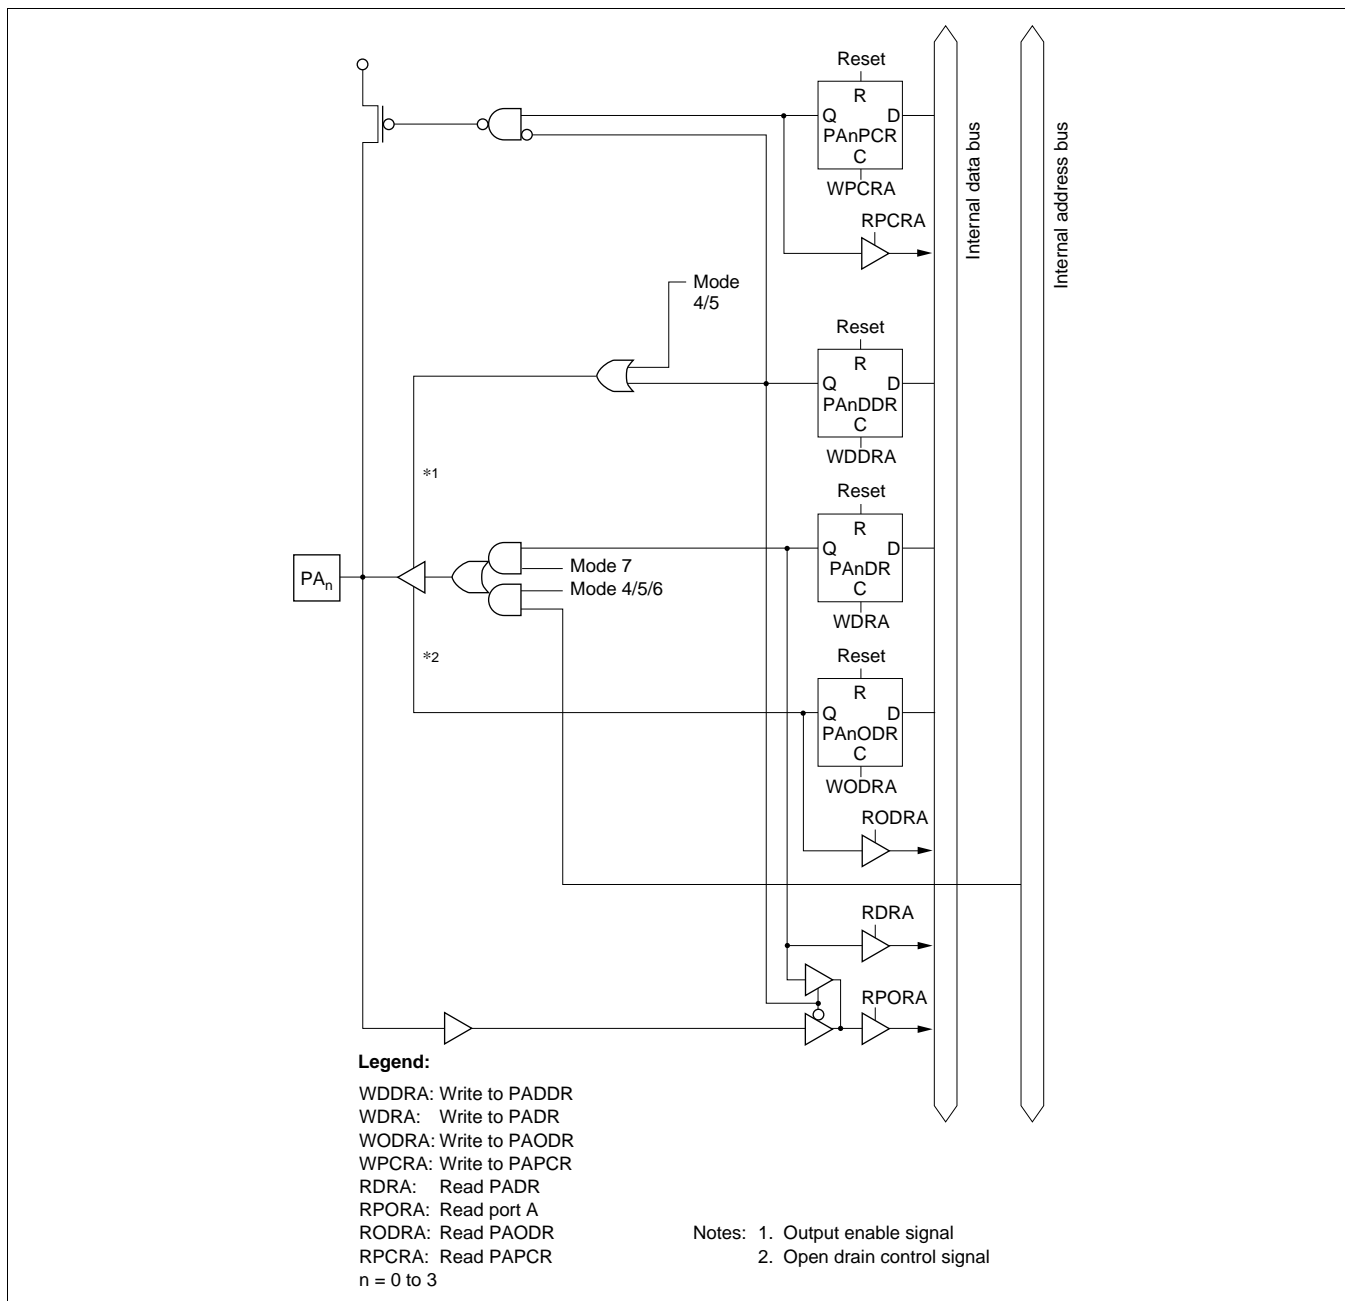 Reset
R
Q D
PAnPCR
C
WPCRA
RPCRA
Internal data bus
Internal address bus
Mode
4/5
Reset
R
Q D
PAnDDR
C
WDDRA
*1
Reset
R
Q D
PAnDR
C
WDRA
Mode 7
Mode 4/5/6
PAn
*2
Reset
R
Q D
PAnODR
C
WODRA
RODRA
RDRA
RPORA
Legend:
WDDRA: Write to PADDR
WDRA: Write to PADR
WODRA: Write to PAODR
WPCRA: Write to PAPCR
RDRA: Read PADR
RPORA: Read port A
RODRA: Read PAODR
RPCRA: Read PAPCR
n = 0 to 3
Notes: 1. Output enable signal
2. Open drain control signal